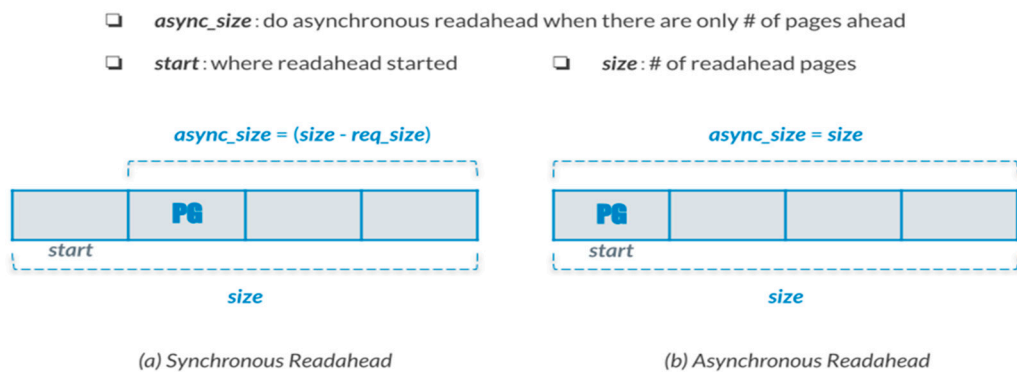 ❑ async_size: do asynchronous readahead when there are only # of pages ahead
❑ start: where readahead started ❑ size: # of readahead pages
async_size = (size - req_size) async_size = size
PG PG
start start
size size
(a) Synchronous Readahead (b) Asynchronous Readahead